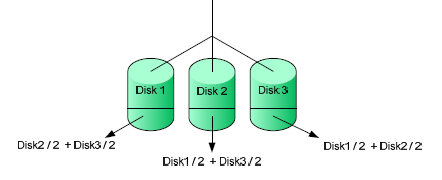 Disk 1
Disk 2
Disk 3
Disk2/2 + Disk3/2
Disk1/2 + Disk3/2
Disk1/2 + Disk2/2